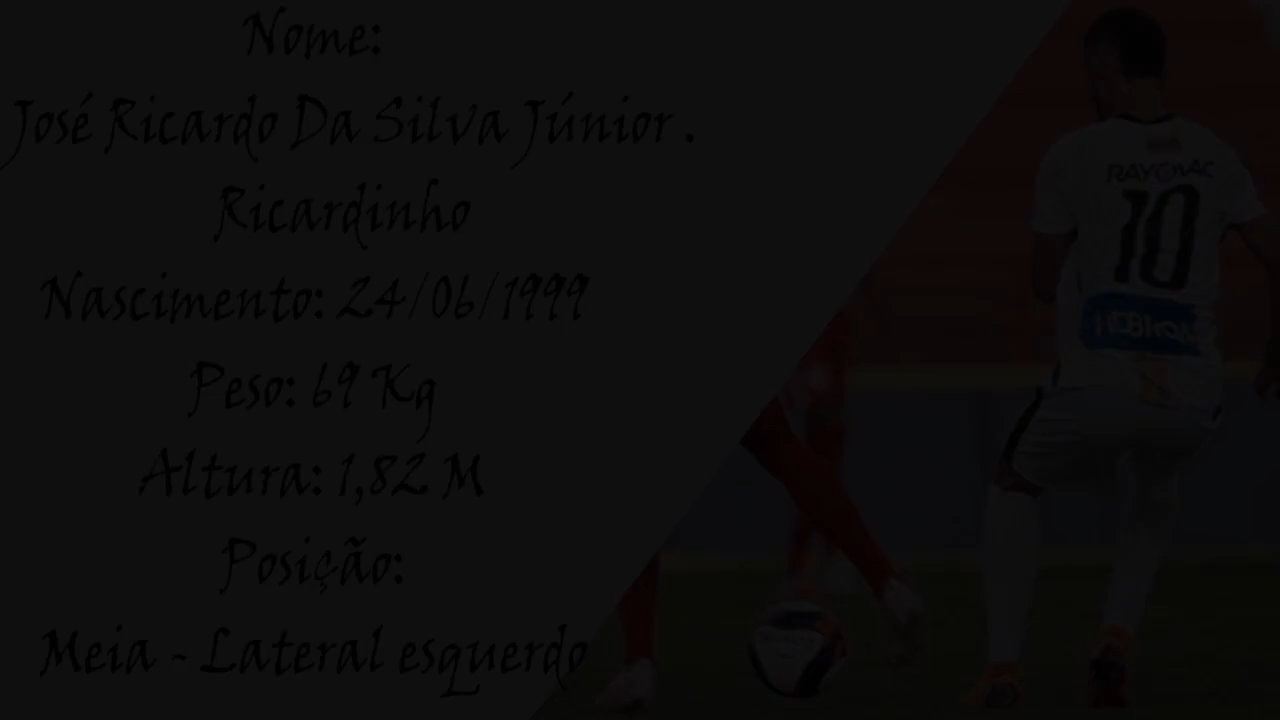 Nome:
José Ricardo Da Silva Júnior .
Ricardinho
Nascimento: 24/06/1999
Peso: 69 Kg
Altura: 1,82 M
Posição:
Meia - Lateral esquerdo
RAYOVAC
10